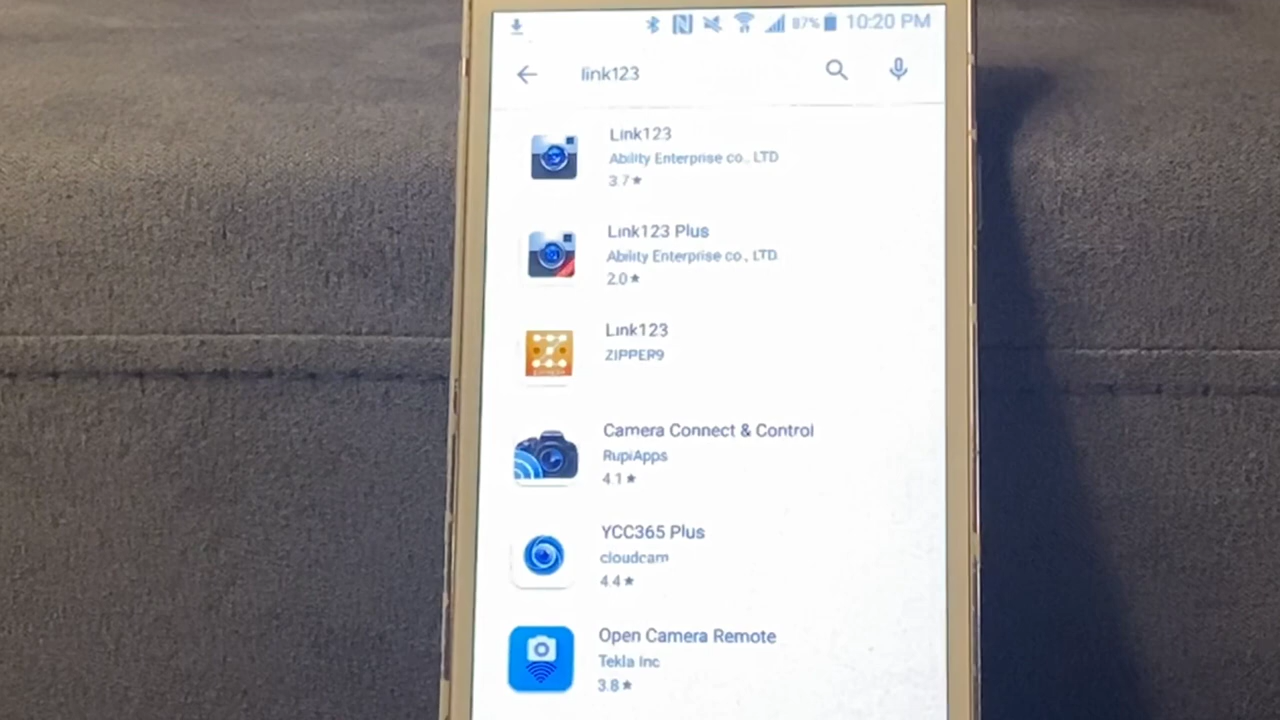 87% 10:20 PM
link123
Link123
Ability Enterprise co., LTD
3.7★
Link123 Plus
Ability Enterprise co., LTD
2.0★
Link123
ZIPPER9
Camera Connect & Control
RupiApps
4.1★
YCC365 Plus
cloudcam
4.4★
Open Camera Remote
Tekla Inc
3.8★